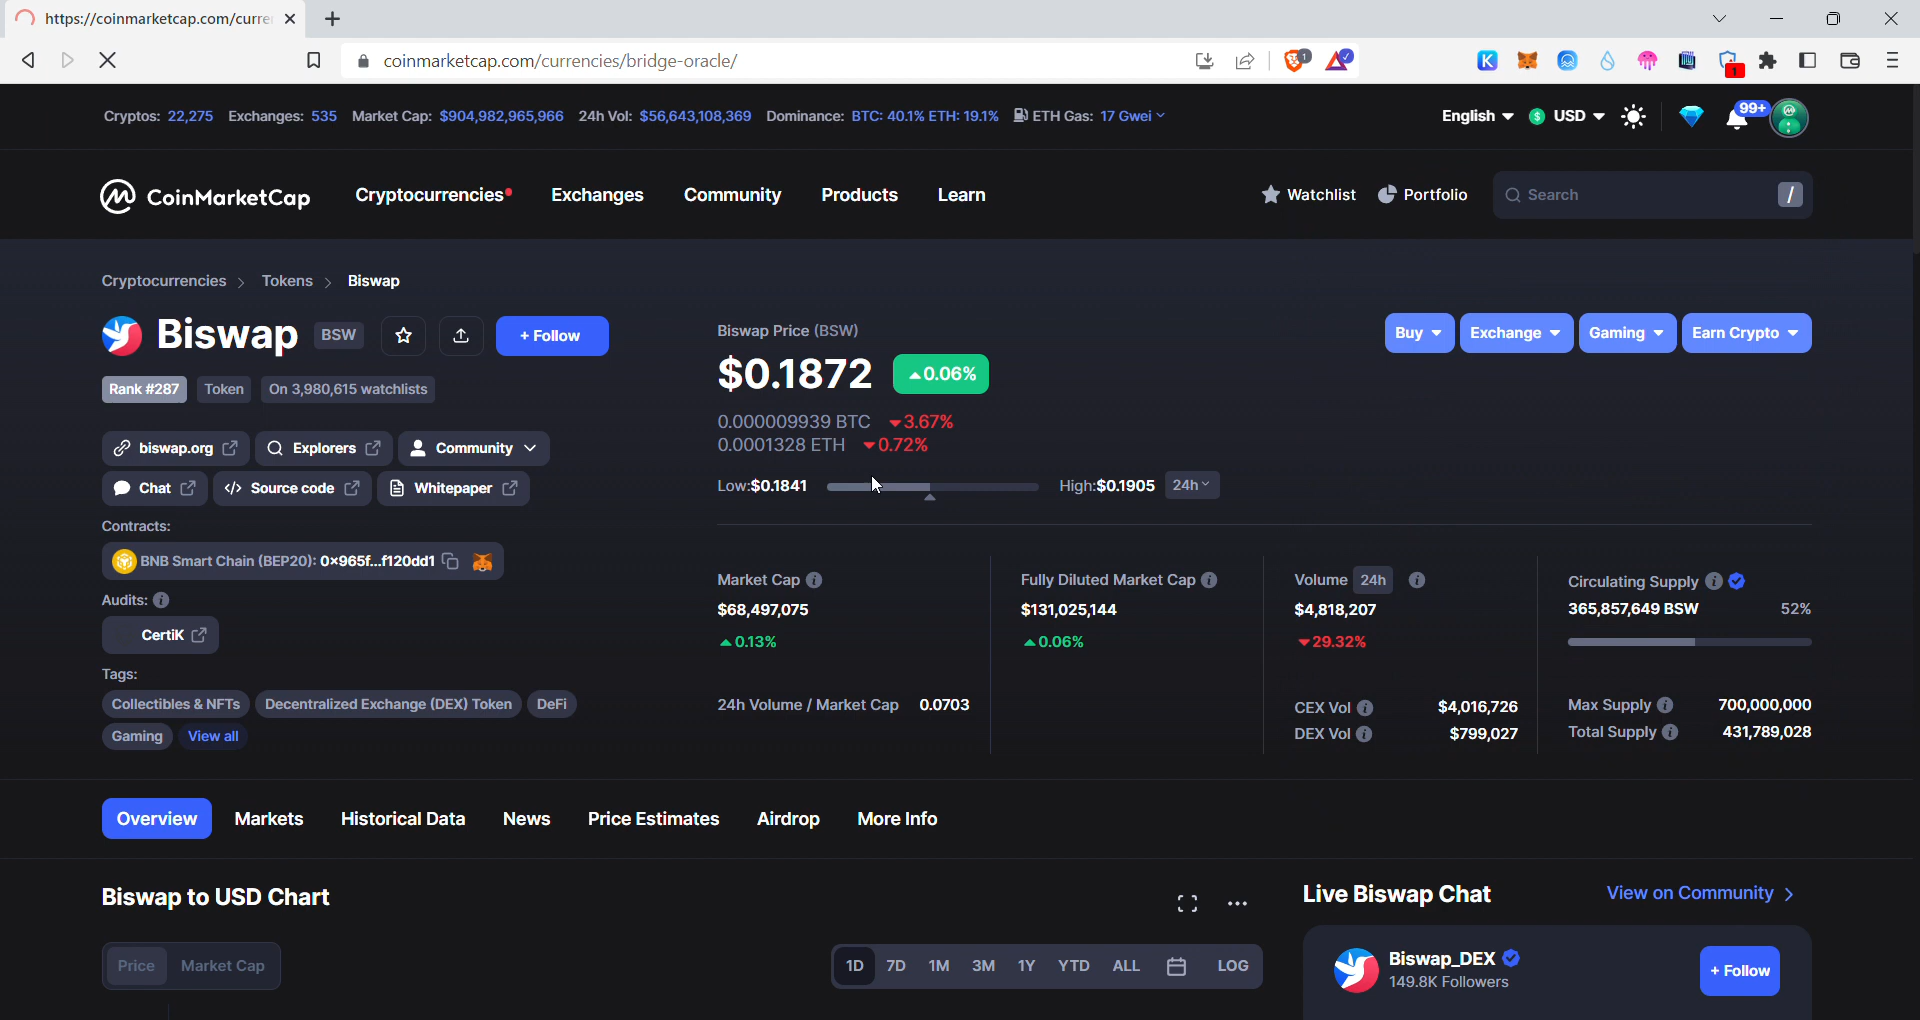 https://coinmarketcap.com/curre
coinmarketcap.com/currencies/bridge-oracle/
1
1
Cryptos: 22,275 Exchanges: 535 Market Cap: $904,982,965,966 24h Vol: $56,643,108,369 Dominance: BTC: 40.1% ETH: 19.1% ETH Gas: 17 Gwei
English $ USD 99+
CoinMarketCap Cryptocurrencies Exchanges Community Products Learn Watchlist Portfolio Search /
Cryptocurrencies > Tokens > Biswap
Biswap BSW + Follow
Rank #287 Token On 3,980,615 watchlists
biswap.org Explorers Community
Chat </> Source code Whitepaper
Contracts:
BNB Smart Chain (BEP20): 0x965f...f120dd1
Audits:
CertiK
Tags:
Collectibles & NFTs Decentralized Exchange (DEX) Token DeFi
Gaming View all
Biswap Price (BSW)
$0.1872 0.06%
0.000009939 BTC 3.67%
0.0001328 ETH 0.72%
Low:$0.1841 High:$0.1905 24h
Buy Exchange Gaming Earn Crypto
Market Cap
$68,497,075
0.13%
24h Volume / Market Cap 0.0703
Fully Diluted Market Cap
$131,025,144
0.06%
Volume 24h
$4,818,207
29.32%
CEX Vol $4,016,726
DEX Vol $799,027
Circulating Supply
365,857,649 BSW 52%
Max Supply 700,000,000
Total Supply 431,789,028
Overview Markets Historical Data News Price Estimates Airdrop More Info
Biswap to USD Chart
Price Market Cap
1D 7D 1M 3M 1Y YTD ALL LOG
Live Biswap Chat View on Community >
Biswap_DEX
149.8K Followers
+ Follow